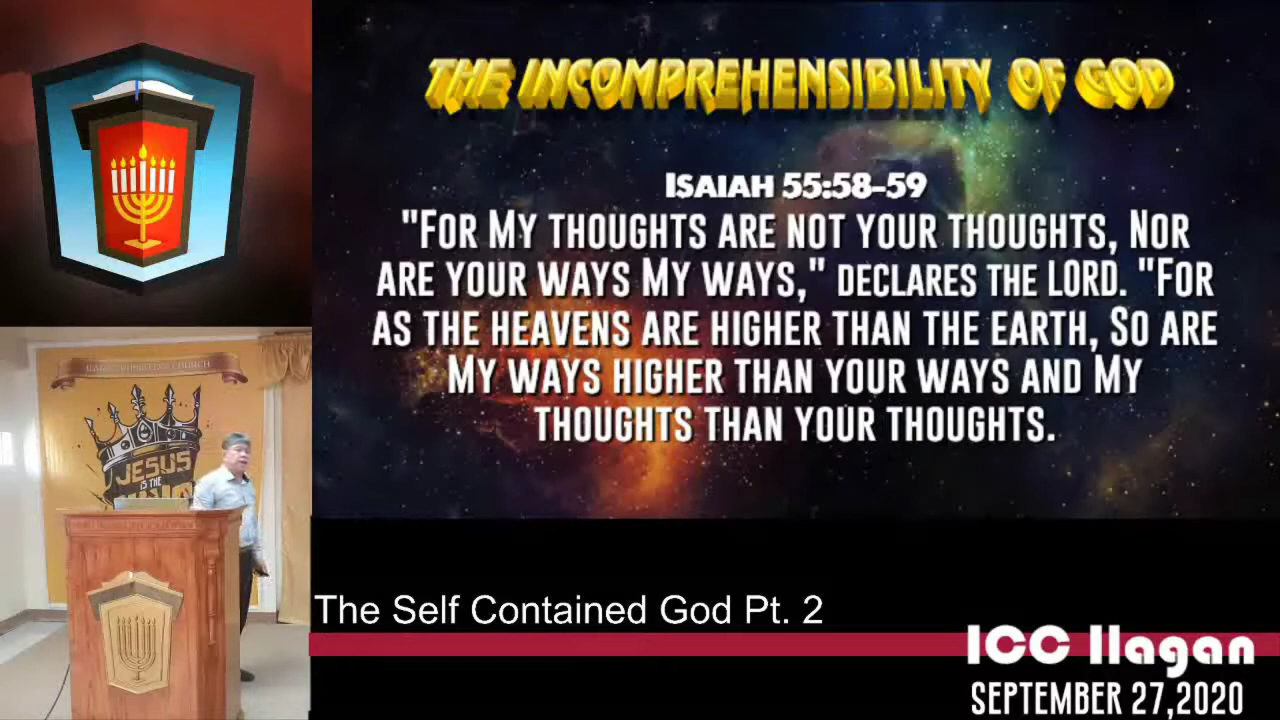 THE INCOMPREHENSIBILITY OF GOD
ISAIAH 55:58-59
"FOR MY THOUGHTS ARE NOT YOUR THOUGHTS, NOR
ARE YOUR WAYS MY WAYS," DECLARES THE LORD. "FOR
AS THE HEAVENS ARE HIGHER THAN THE EARTH, SO ARE
MY WAYS HIGHER THAN YOUR WAYS AND MY
THOUGHTS THAN YOUR THOUGHTS.
JESUS
IS THE
The Self Contained God Pt. 2
ICC Ilagan
SEPTEMBER 27,2020